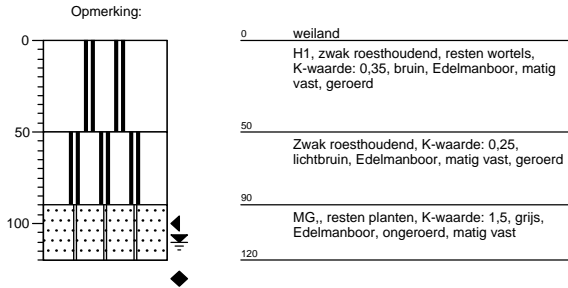 Opmerking:
0
50
100
0 weiland
H1, zwak roesthoudend, resten wortels,
K-waarde: 0,35, bruin, Edelmanboor, matig
vast, geroerd
50
Zwak roesthoudend, K-waarde: 0,25,
lichtbruin, Edelmanboor, matig vast, geroerd
90
MG,, resten planten, K-waarde: 1,5, grijs,
Edelmanboor, ongeroerd, matig vast
120